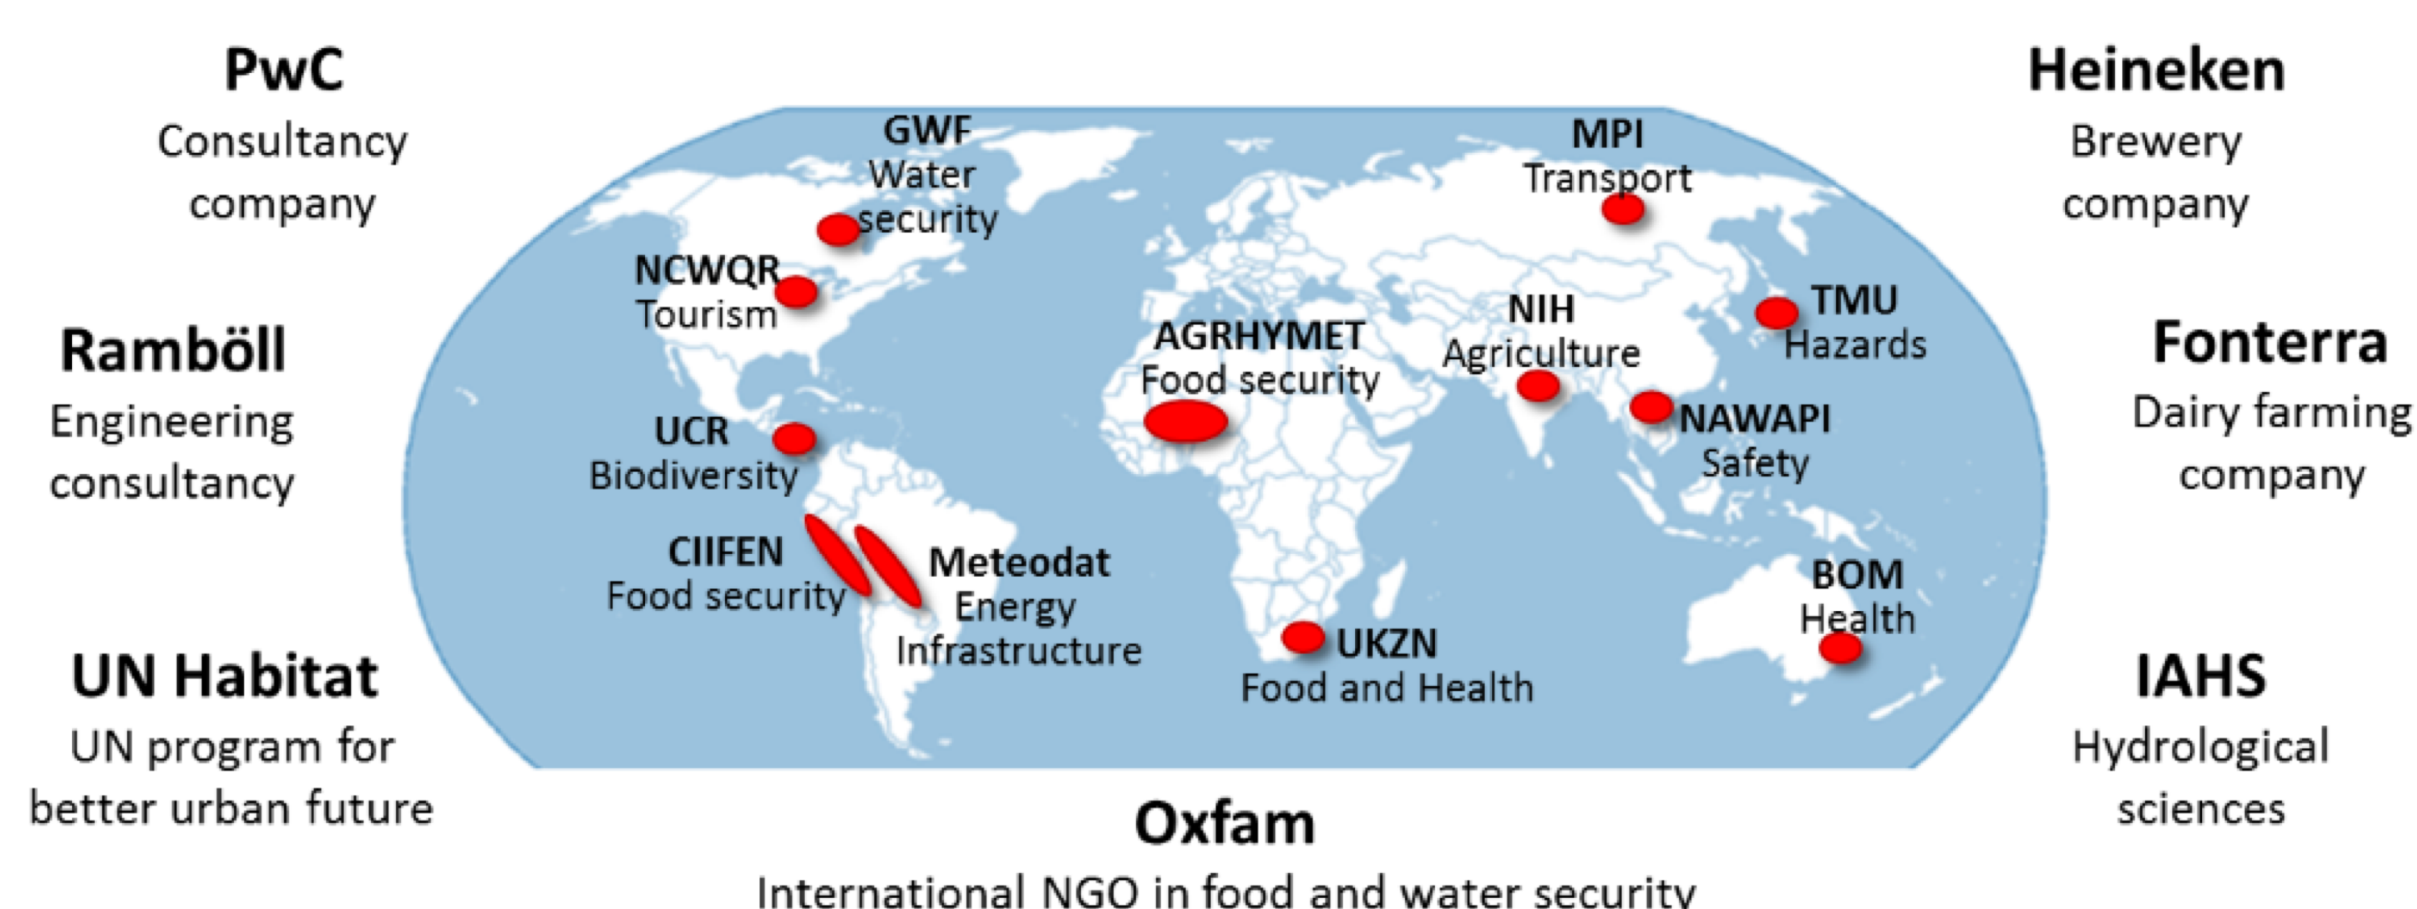 PwC
Consultancy
company
Ramböll
Engineering
consultancy
UN Habitat
UN program for
better urban future
GWF
Water
security
NCWQR
Tourism
UCR
Biodiversity
CIIFEN
Food security
Meteodat
Energy
Infrastructure
AGRHYMET
Food security
UKZN
Food and Health
MPI
Transport
NIH
Agriculture
TMU
Hazards
NAWAPI
Safety
BOM
Health
Heineken
Brewery
company
Fonterra
Dairy farming
company
IAHS
Hydrological
sciences
Oxfam
International NGO in food and water security